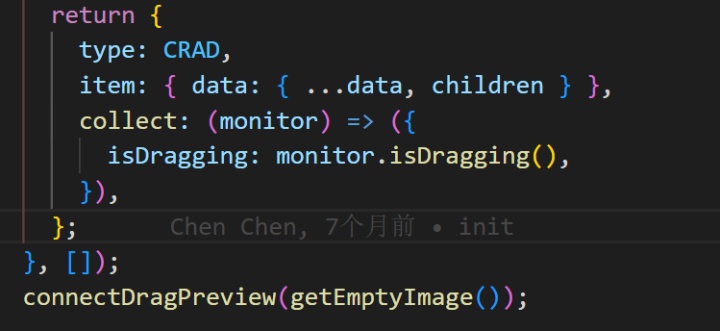 return {
type: CRAD,
item: { data: { ...data, children } },
collect: (monitor) => ({
isDragging: monitor.isDragging(),
}),
};      Chen Chen, 7个月前 • init
}, []);
connectDragPreview(getEmptyImage());